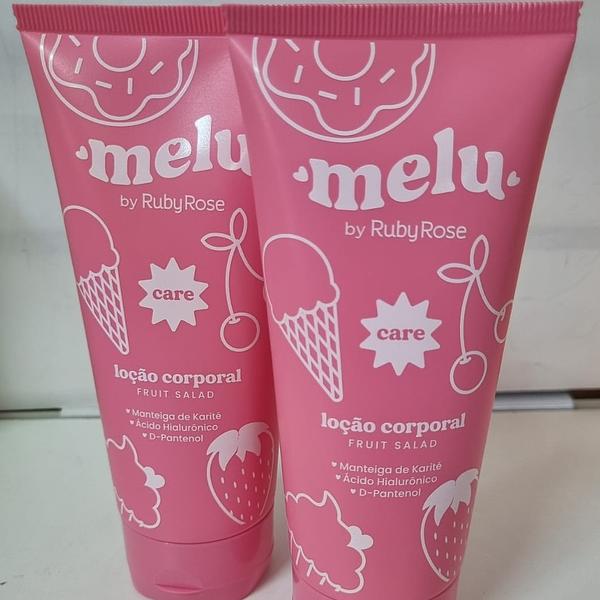 melu
by RubyRose
care
loção corporal
FRUIT SALAD
Manteiga de Karité
Ácido Hialurônico
D-Pantenol
melu
by RubyRose
care
loção corporal
FRUIT SALAD
Manteiga de Karité
Ácido Hialurônico
D-Pantenol